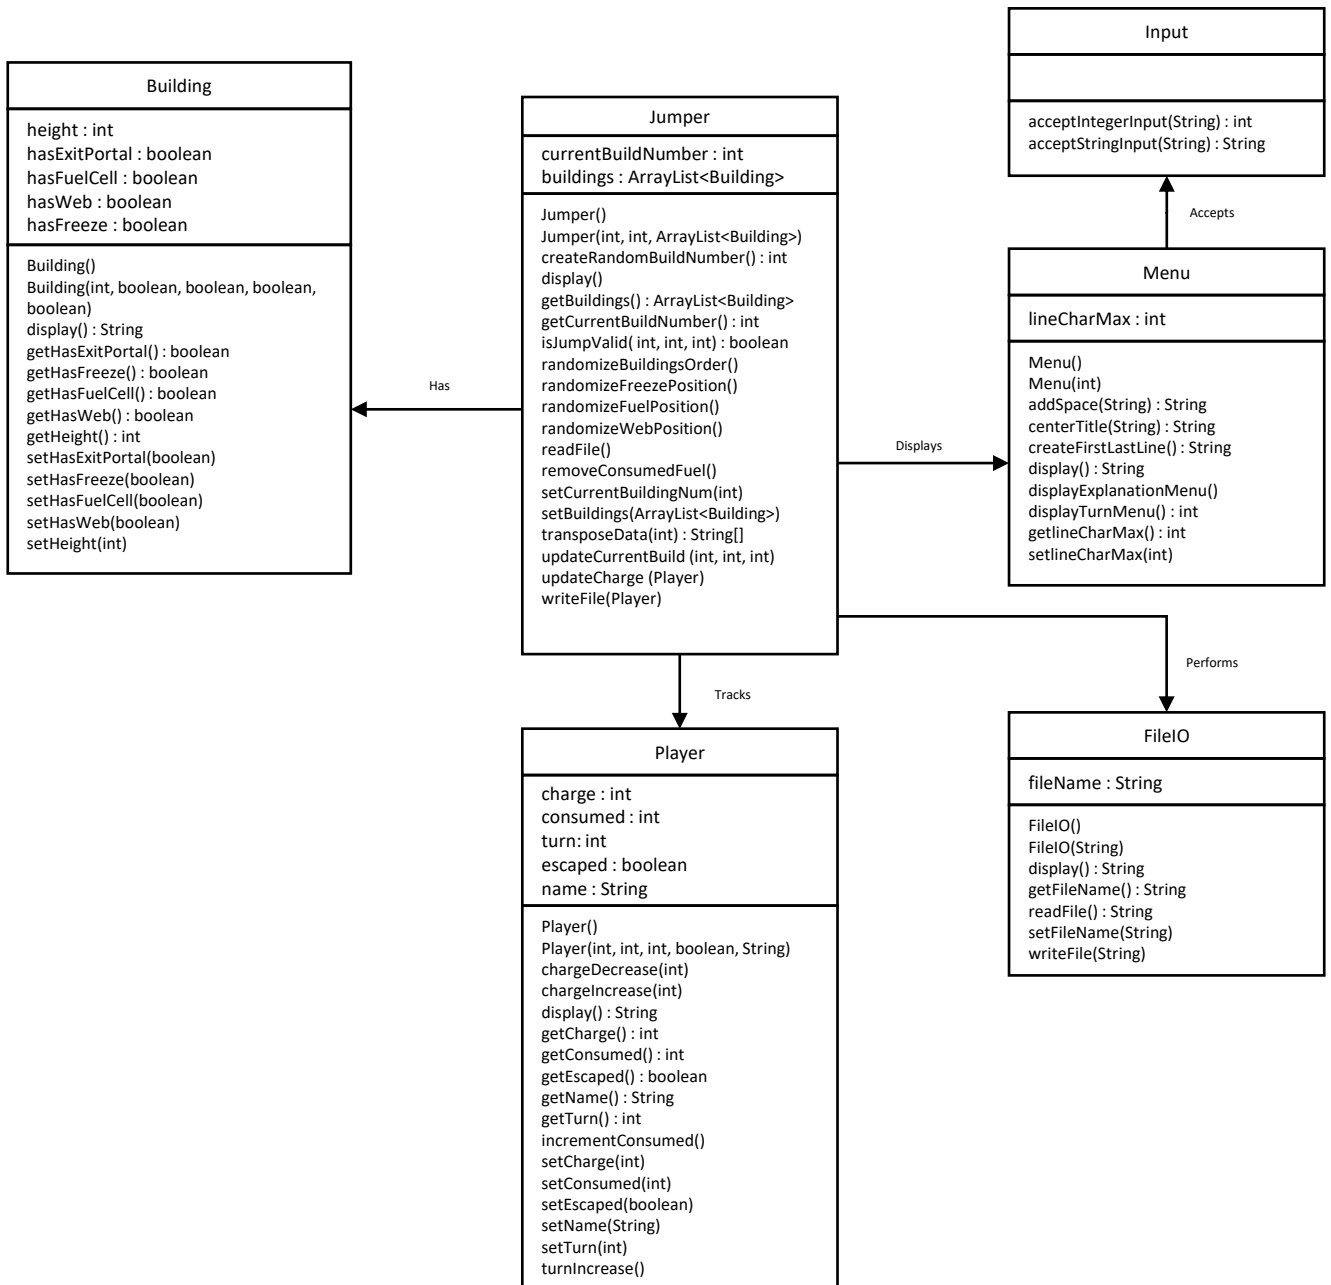 Building
height : int
hasExitPortal : boolean
hasFuelCell : boolean
hasWeb : boolean
hasFreeze : boolean
Building()
Building(int, boolean, boolean, boolean,
boolean)
display() : String
getHasExitPortal() : boolean
getHasFreeze() : boolean
getHasFuelCell() : boolean
getHasWeb() : boolean
getHeight() : int
setHasExitPortal(boolean)
setHasFreeze(boolean)
setHasFuelCell(boolean)
setHasWeb(boolean)
setHeight(int)
Has
Jumper
currentBuildNumber : int
buildings : ArrayList<Building>
Jumper()
Jumper(int, int, ArrayList<Building>)
createRandomBuildNumber() : int
display()
getBuildings() : ArrayList<Building>
getCurrentBuildNumber() : int
isJumpValid( int, int, int) : boolean
randomizeBuildingsOrder()
randomizeFreezePosition()
randomizeFuelPosition()
randomizeWebPosition()
readFile()
removeConsumedFuel()
setCurrentBuildingNum(int)
setBuildings(ArrayList<Building>)
transposeData(int) : String[]
updateCurrentBuild (int, int, int)
updateCharge (Player)
writeFile(Player)
Displays
Input
acceptIntegerInput(String) : int
acceptStringInput(String) : String
Accepts
Menu
lineCharMax : int
Menu()
Menu(int)
addSpace(String) : String
centerTitle(String) : String
createFirstLastLine() : String
display() : String
displayExplanationMenu()
displayTurnMenu() : int
getlineCharMax() : int
setlineCharMax(int)
Performs
Tracks
Player
charge : int
consumed : int
turn: int
escaped : boolean
name : String
Player()
Player(int, int, int, boolean, String)
chargeDecrease(int)
chargeIncrease(int)
display() : String
getCharge() : int
getConsumed() : int
getEscaped() : boolean
getName() : String
getTurn() : int
incrementConsumed()
setCharge(int)
setConsumed(int)
setEscaped(boolean)
setName(String)
setTurn(int)
turnIncrease()
FileIO
fileName : String
FileIO()
FileIO(String)
display() : String
getFileName() : String
readFile() : String
setFileName(String)
writeFile(String)